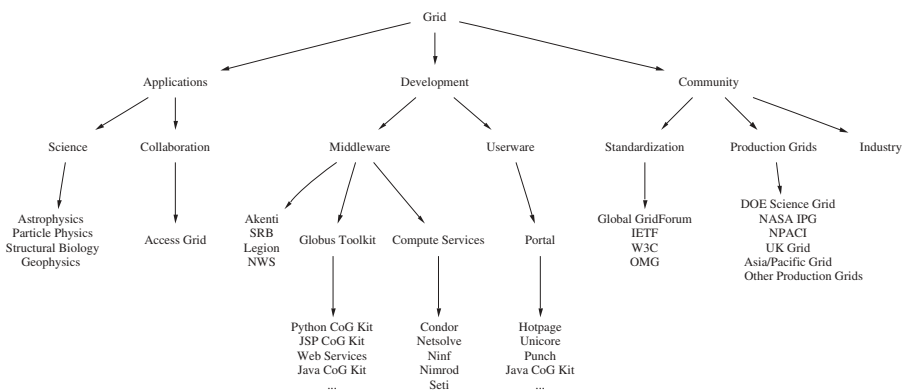 Grid
Applications
Development
Community
Science
Collaboration
Middleware
Userware
Standardization
Production Grids
Industry
Astrophysics
Particle Physics
Structural Biology
Geophysics
Access Grid
Akenti
SRB
Legion
NWS
Globus Toolkit
Compute Services
Portal
Global GridForum
IETF
W3C
OMG
DOE Science Grid
NASA IPG
NPACI
UK Grid
Asia/Pacific Grid
Other Production Grids
Python CoG Kit
JSP CoG Kit
Web Services
Java CoG Kit
...
Condor
Netsolve
Ninf
Nimrod
Seti
Hotpage
Unicore
Punch
Java CoG Kit
...